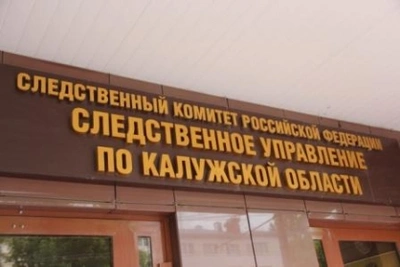 СЛЕДСТВЕННЫЙ КОМИТЕТ РОССИЙСКОЙ ФЕДЕРАЦИИ
СЛЕДСТВЕННОЕ УПРАВЛЕНИЕ
ПО КАЛУЖСКОЙ ОБЛАСТИ